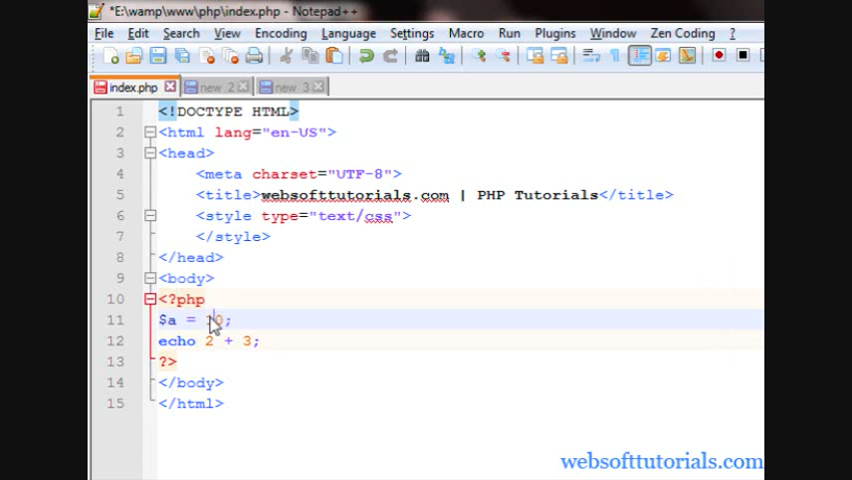 *E:\wamp\www\php\index.php - Notepad++
File Edit Search View Encoding Language Settings Macro Run Plugins Window Zen Coding ?
index.php new 2 new 3
1 <!DOCTYPE HTML>
2 <html lang="en-US">
3 <head>
4 <meta charset="UTF-8">
5 <title>websofttutorials.com | PHP Tutorials</title>
6 <style type="text/css">
7 </style>
8 </head>
9 <body>
10 <?php
11 $a = 10;
12 echo 2 + 3;
13 ?>
14 </body>
15 </html>
websofttutorials.com